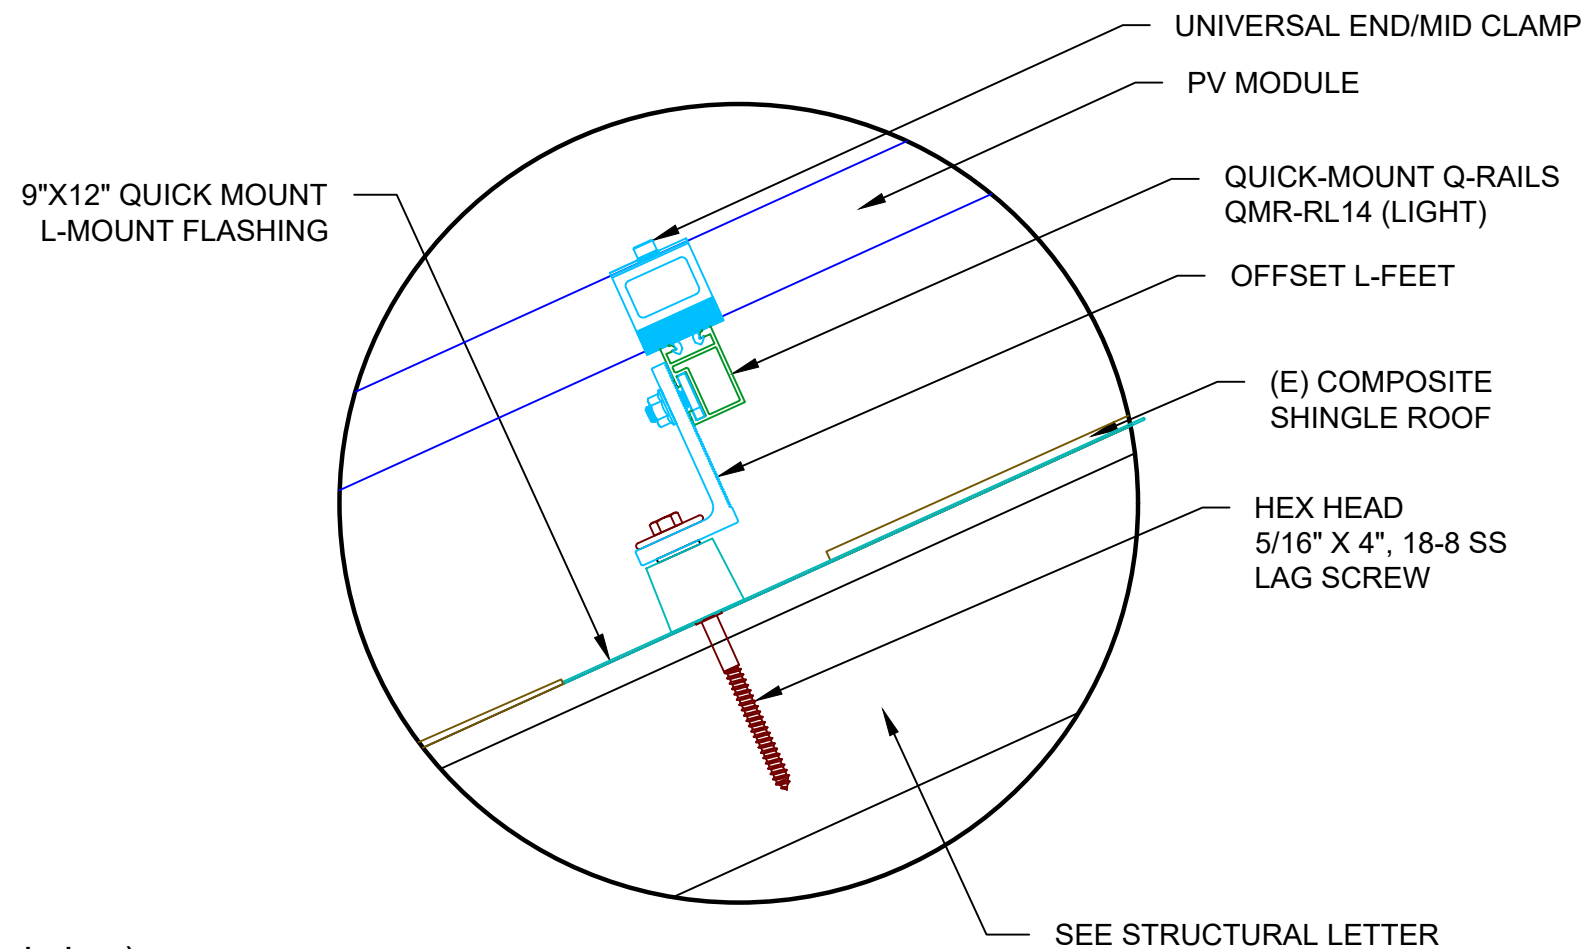 UNIVERSAL END/MID CLAMP
PV MODULE
9"X12" QUICK MOUNT
L-MOUNT FLASHING
QUICK-MOUNT Q-RAILS
QMR-RL14 (LIGHT)
OFFSET L-FEET
(E) COMPOSITE
SHINGLE ROOF
HEX HEAD
5/16" X 4", 18-8 SS
LAG SCREW
SEE STRUCTURAL LETTER